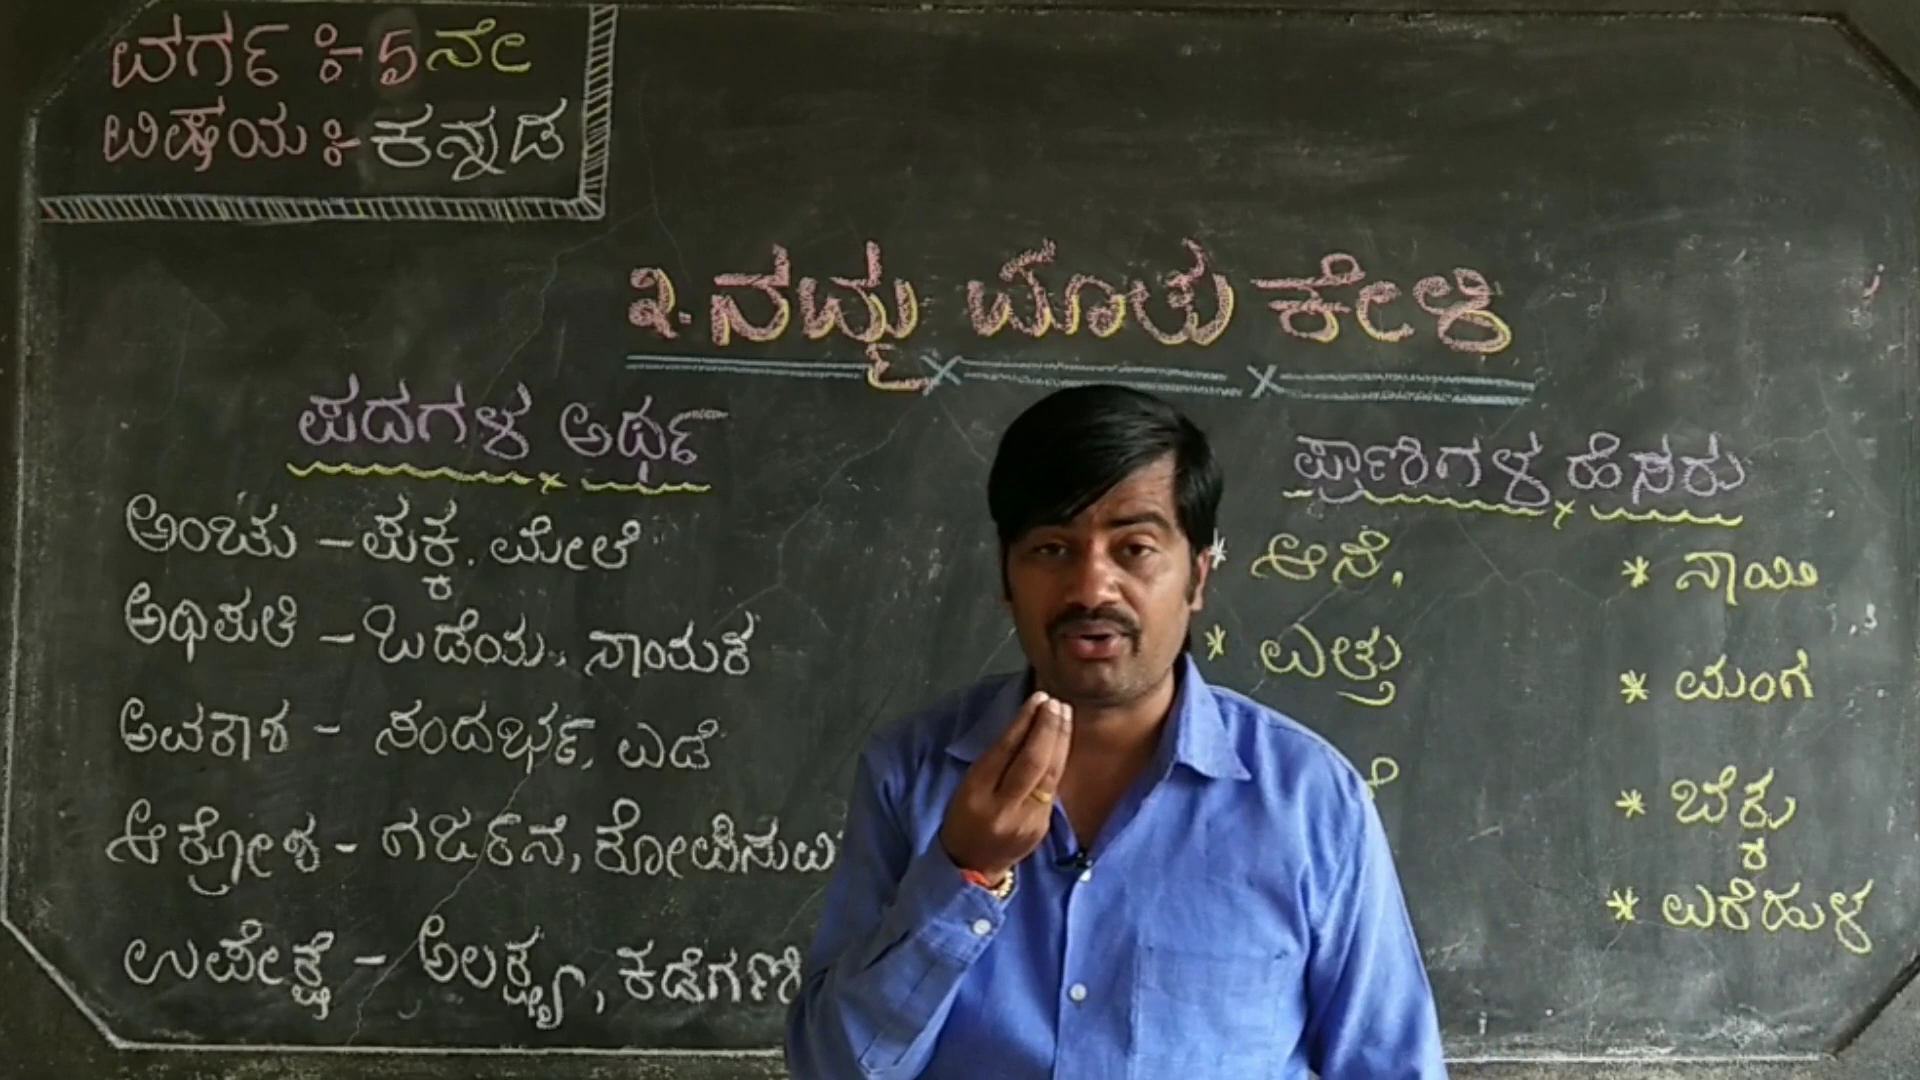 ವರ್ಗ :- 5ನೇ
ವಿಷಯ :- ಕನ್ನಡ
೩. ನಮ್ಮ ಮಾತು ಕೇಳಿ
ಪದಗಳ ಅರ್ಥ
ಅಂಚು - ಪಕ್ಕ, ಮೇಲೆ
ಅಧಿಪತಿ - ಒಡೆಯ, ನಾಯಕ
ಅವಕಾಶ - ಸಂದರ್ಭ, ಎಡೆ
ಆಕ್ರೋಶ - ಗರ್ಜನೆ, ಕೋಪಿಸುವಿ
ಉಪೇಕ್ಷೆ - ಅಲಕ್ಷ್ಯ, ಕಡೆಗಣಿ
ಪ್ರಾಣಿಗಳ ಹೆಸರು
* ಆನೆ.
* ಎತ್ತು
* ನಾಯಿ
* ಮಂಗ
* ಬೆಕ್ಕು
* ಎರೆಹುಳ